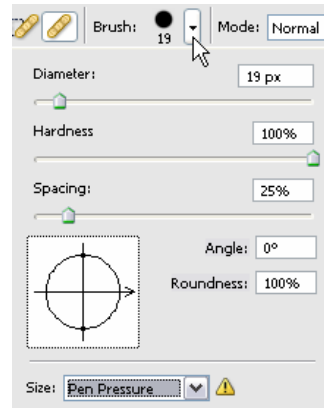 Brush: 19 Mode: Normal
Diameter: 19 px
Hardness 100%
Spacing: 25%
Angle: 0°
Roundness: 100%
Size: Pen Pressure